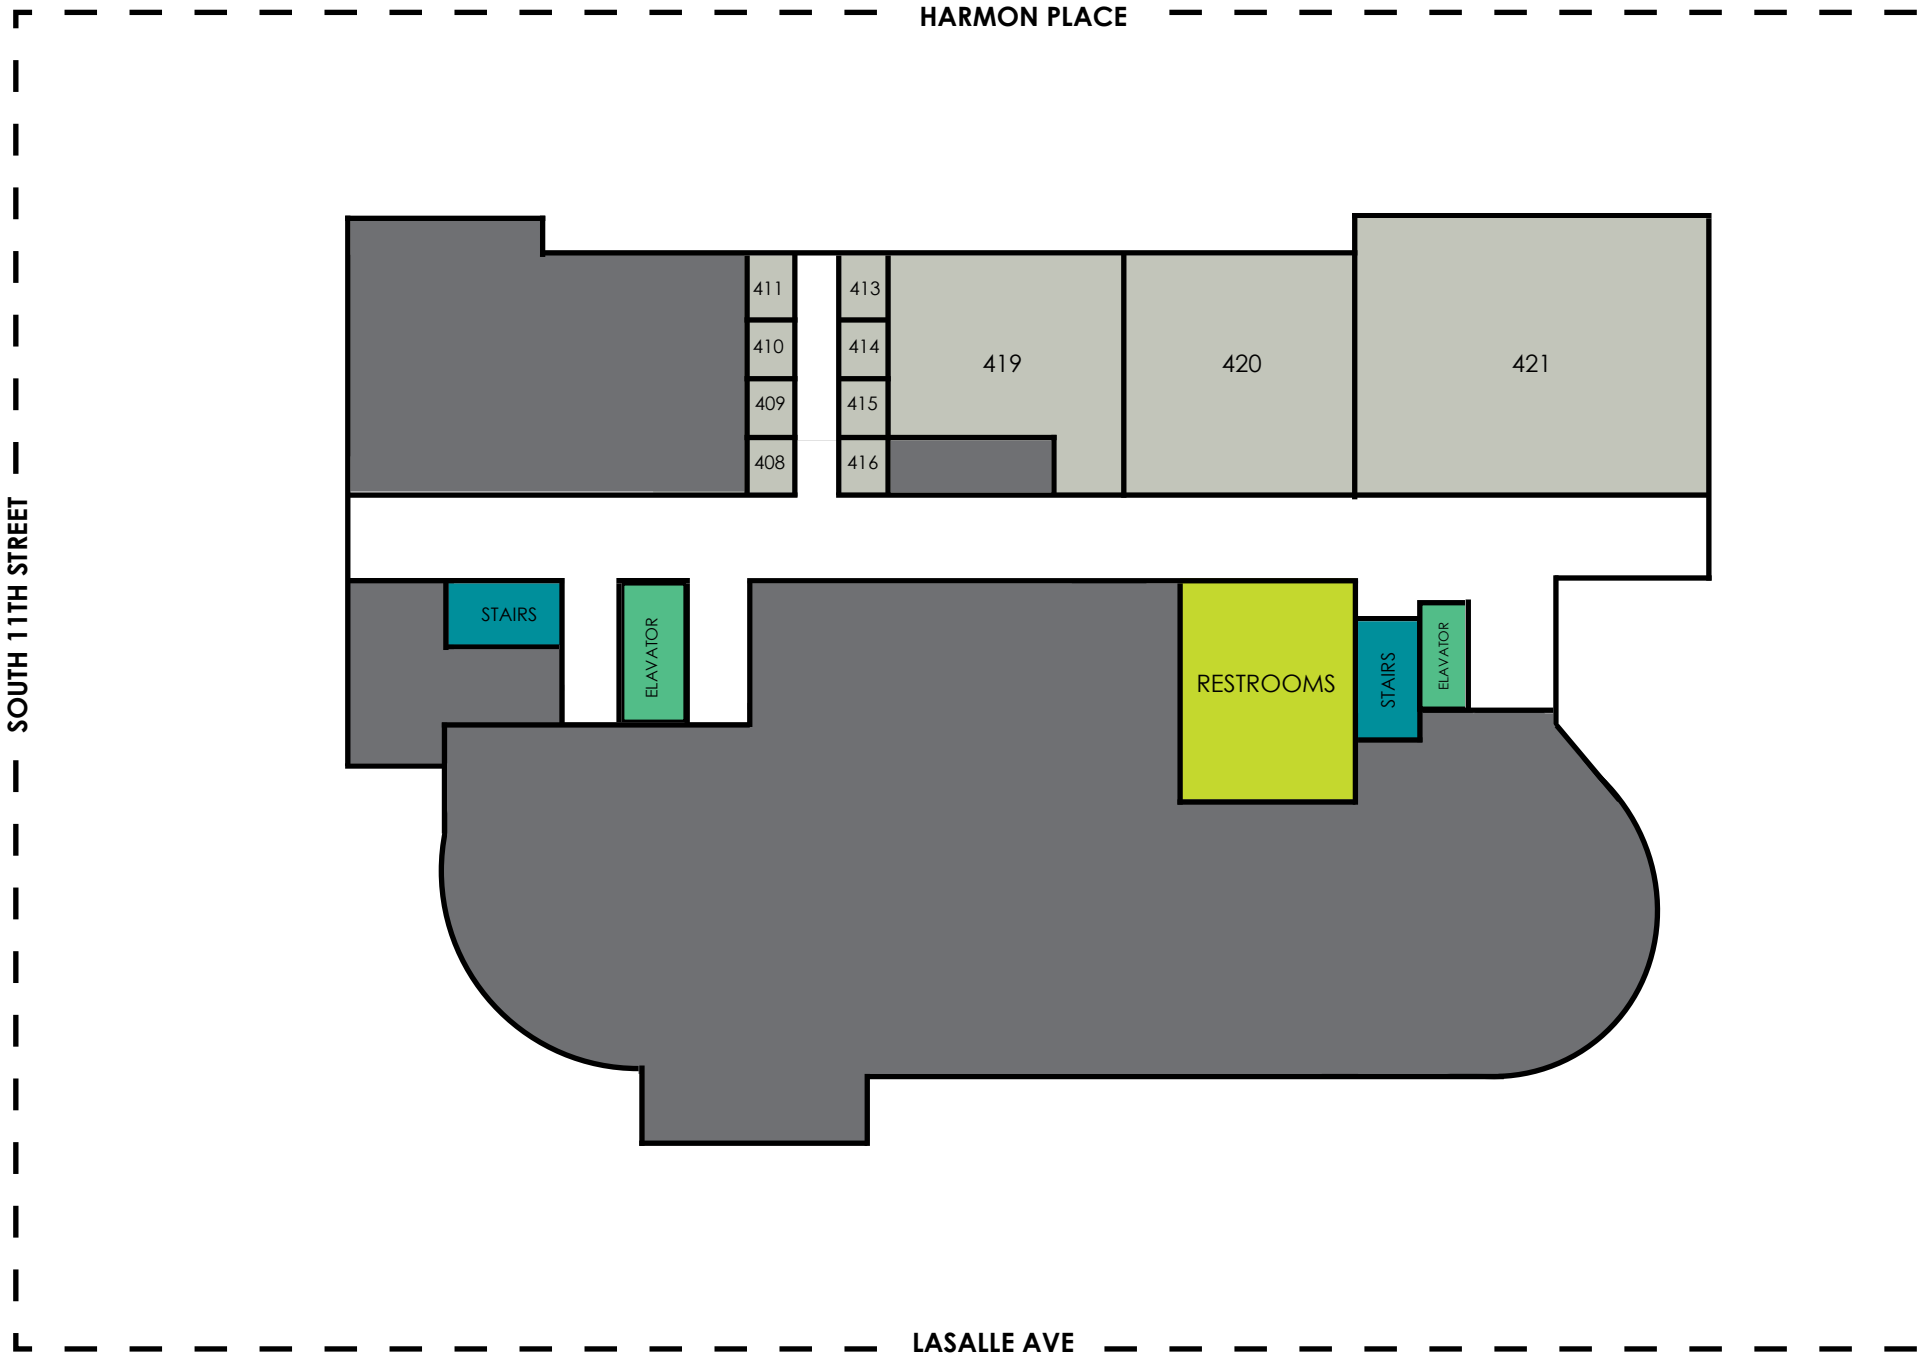 HARMON PLACE
411
413
410
414
419
420
421
409
415
408
416
SOUTH 11TH STREET
STAIRS
ELAVATOR
RESTROOMS
STAIRS
ELAVATOR
LASALLE AVE